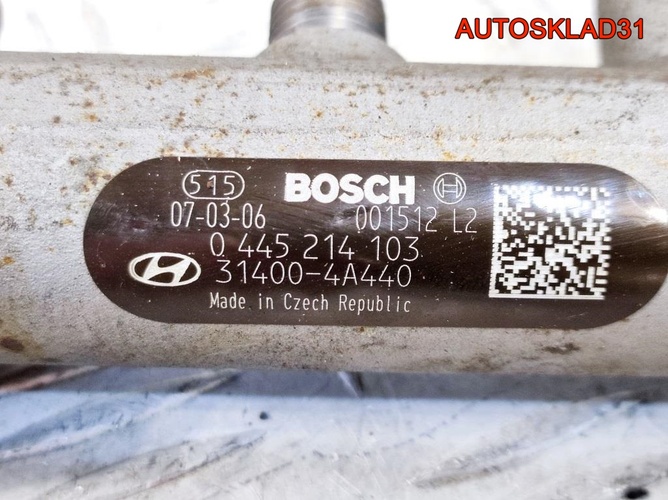 AUTOSKLAD31
515 BOSCH
07-03-06 001512 L2
0 445 214 103
31400-4A440
Made in Czech Republic